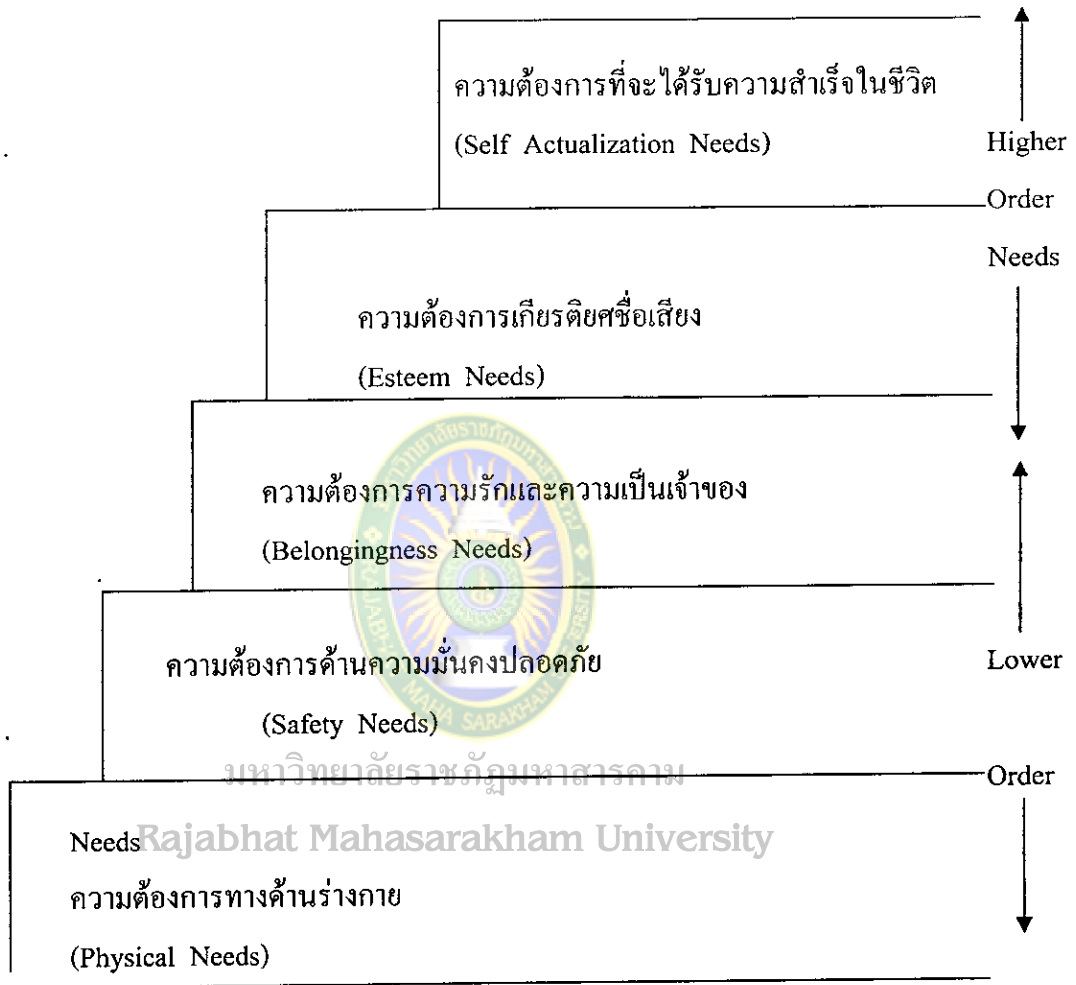 ความต้องการที่จะได้รับความสำเร็จในชีวิต
(Self Actualization Needs)
Higher
Order
Needs
ความต้องการเกียรติยศชื่อเสียง
(Esteem Needs)
ความต้องการความรักและความเป็นเจ้าของ
(Belongingness Needs)
ความต้องการด้านความมั่นคงปลอดภัย
Lower
(Safety Needs)
มหาวิทยาลัยราชภัฏมหาสารคาม
Order
Needs
Rajabhat Mahasarakham University
ความต้องการทางด้านร่างกาย
(Physical Needs)